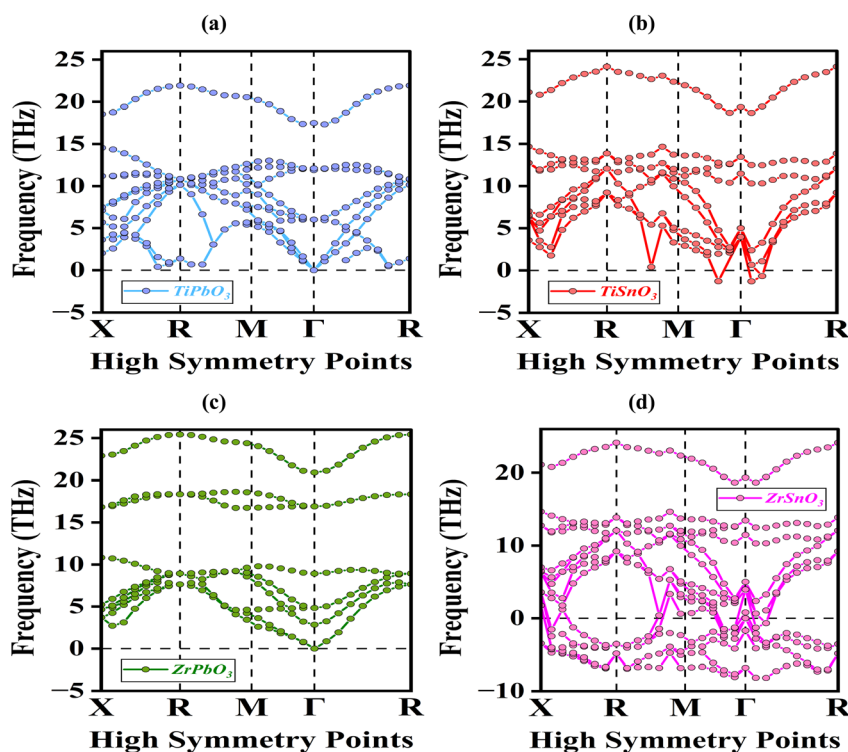 (a)
(b)
Frequency (THz)
25
20
15
10
5
0
−5
TiPbO3
X R M Γ R
High Symmetry Points
Frequency (THz)
25
20
15
10
5
0
−5
TiSnO3
X R M Γ R
High Symmetry Points
(c)
(d)
Frequency (THz)
25
20
15
10
5
0
−5
ZrPbO3
X R M Γ R
High Symmetry Points
Frequency (THz)
20
10
0
−10
ZrSnO3
X R M Γ R
High Symmetry Points